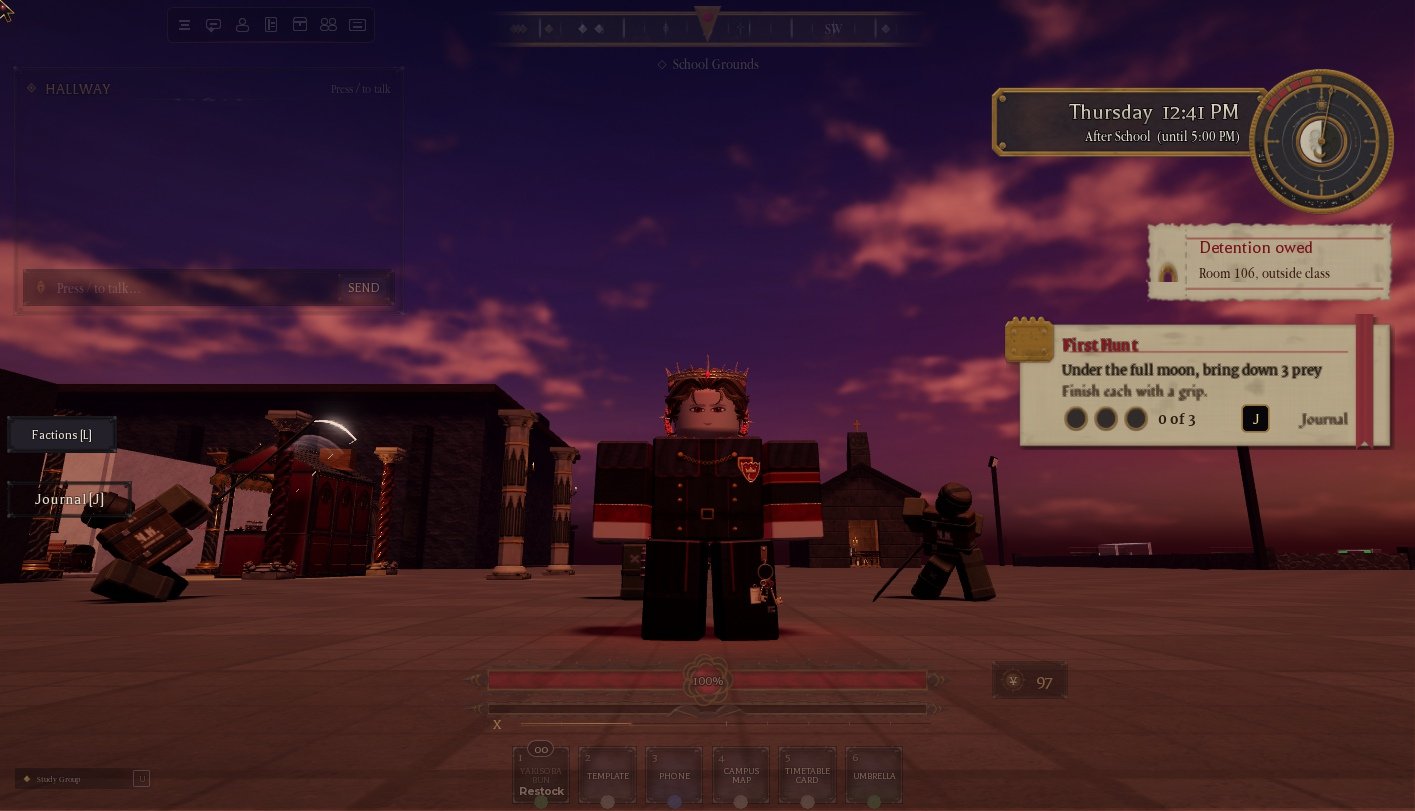 SW
School Grounds
HALLWAY
Press / to talk
Press / to talk...
SEND
Thursday 12:41 PM
After School (until 5:00 PM)
Detention owed
Room 106, outside class
First Hunt
Under the full moon, bring down 3 prey
Finish each with a grip.
0 of 3
J
Journal
Factions [L]
Journal [J]
100%
¥ 97
X
00
1
YAKISOBA
BUN
Restock
2
TEMPLATE
3
PHONE
4
CAMPUS
MAP
5
TIMETABLE
CARD
6
UMBRELLA
Study Group
U